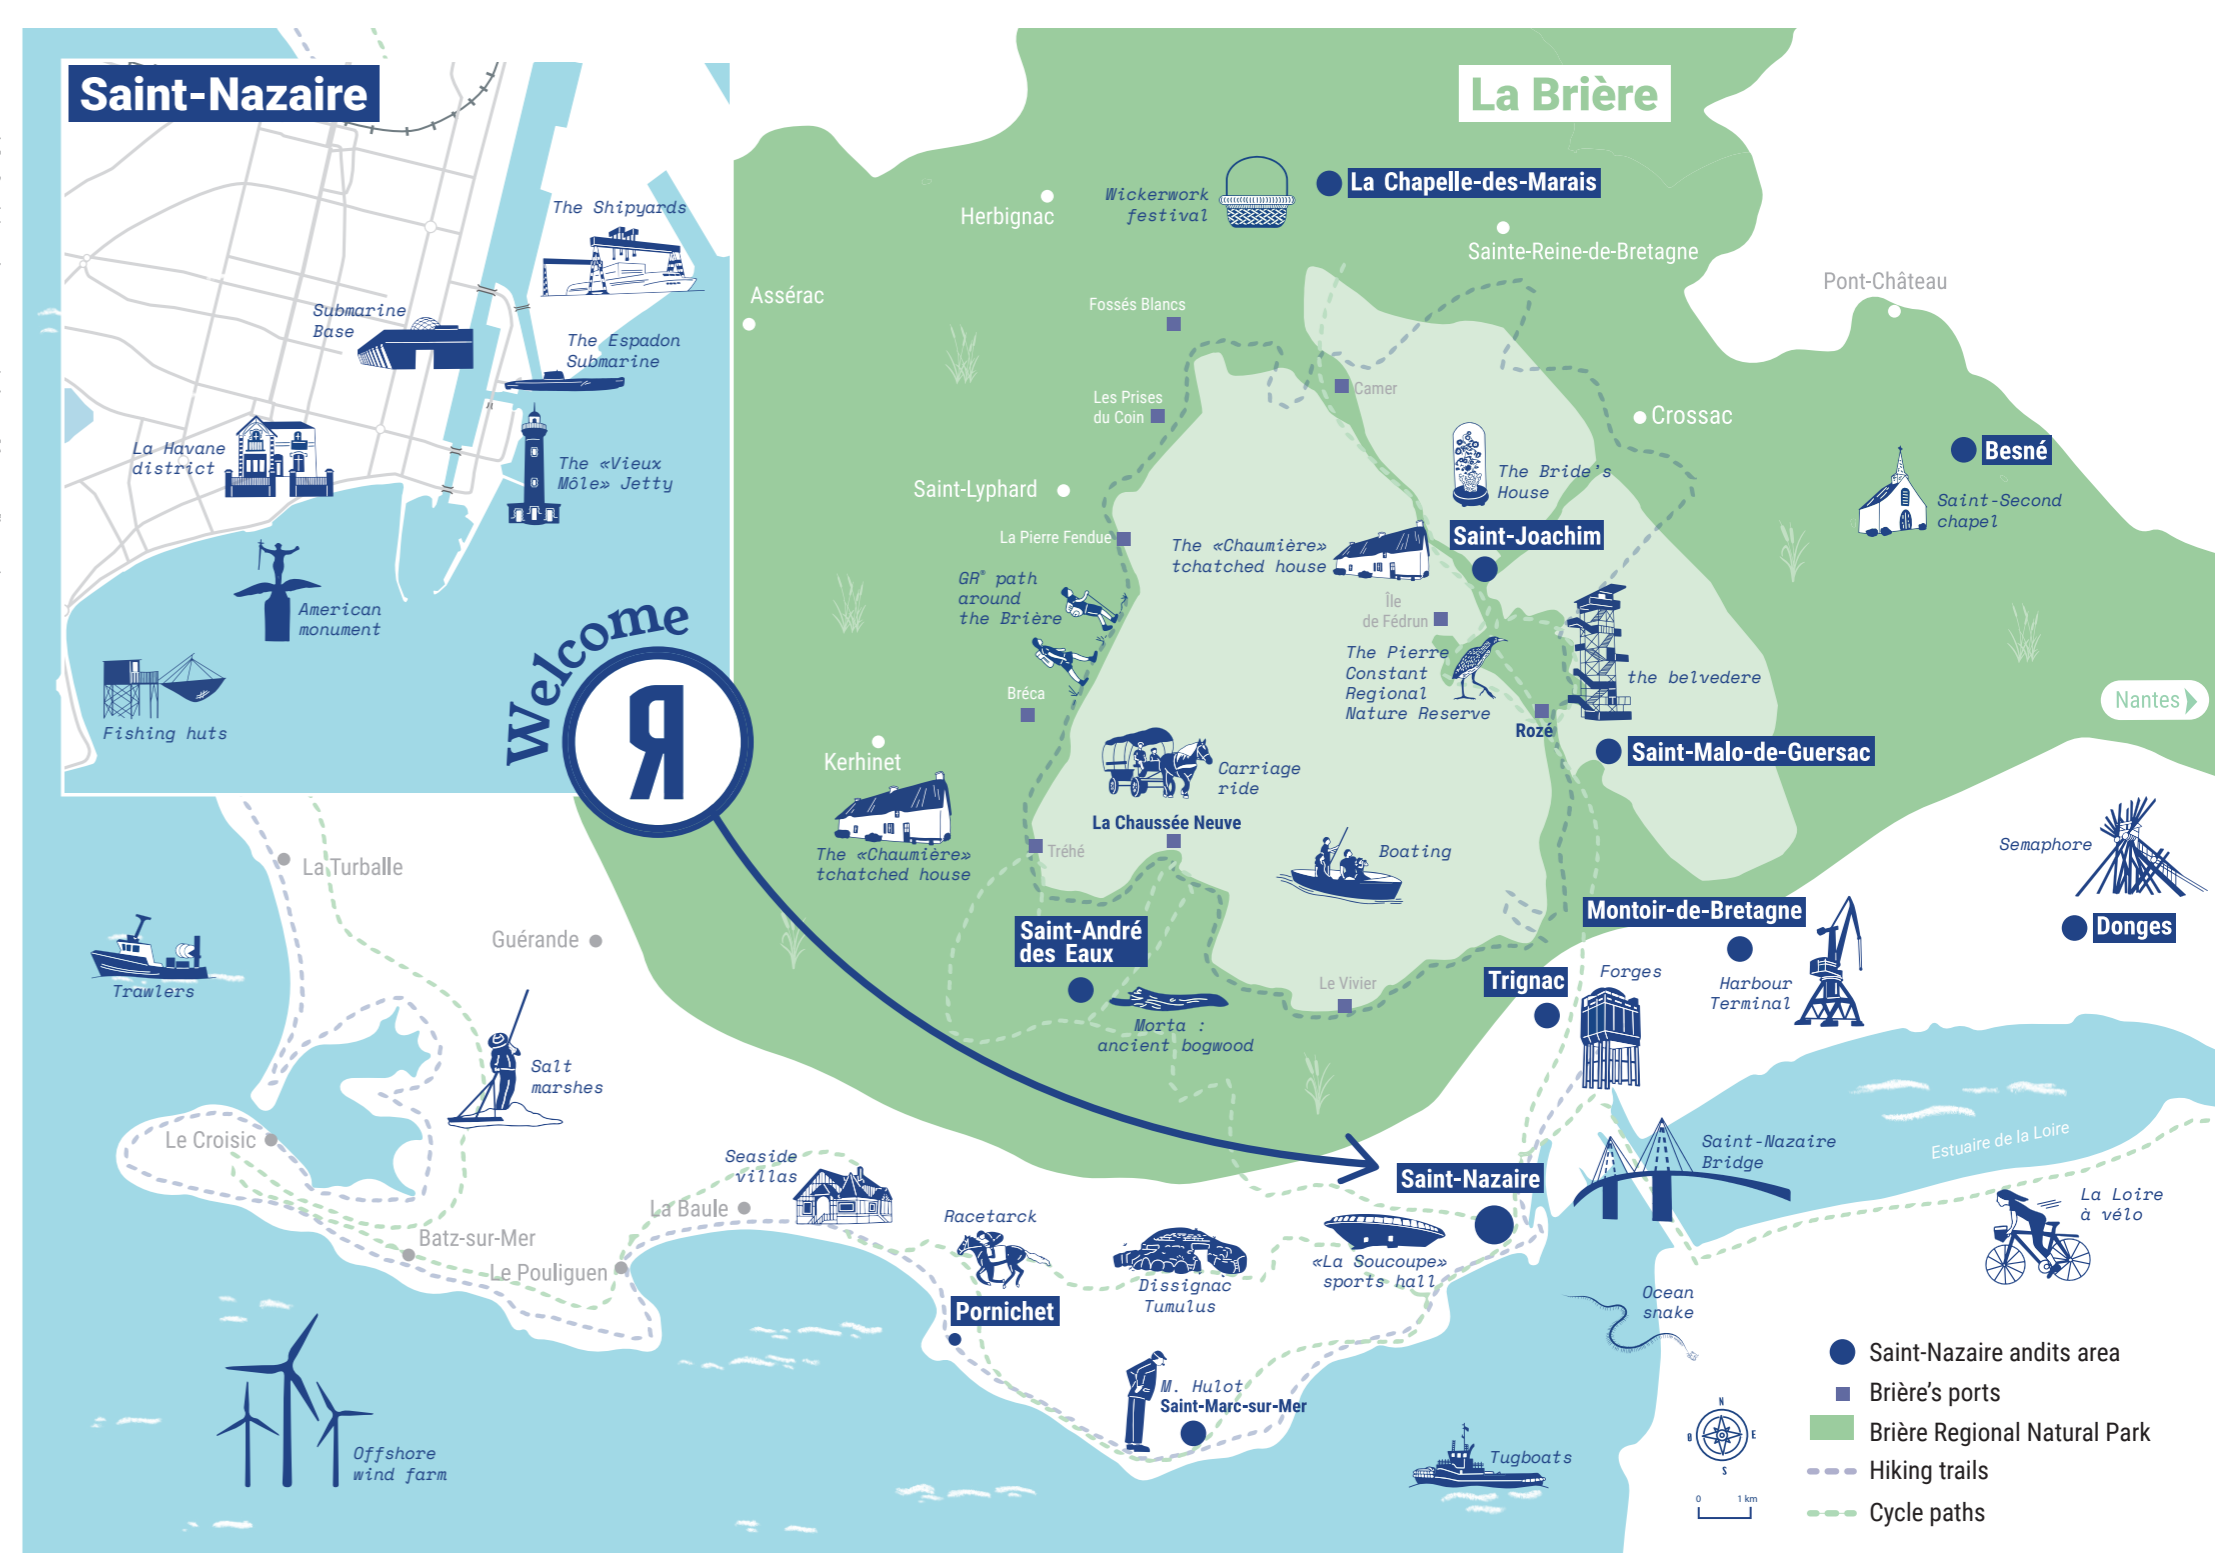 Saint-Nazaire
The Shipyards
Submarine
Base
The Espadon
Submarine
La Havane
district
The «Vieux
Môle» Jetty
American
monument
Fishing huts
Welcome
R
La Brière
Wickerwork
festival
La Chapelle-des-Marais
Herbignac
Sainte-Reine-de-Bretagne
Pont-Château
Assérac
Fossés Blancs
Camer
Les Prises
du Coin
Crossac
The Bride's
House
Besné
Saint-Second
chapel
Saint-Lyphard
La Pierre Fendue
The «Chaumière»
tchatched house
Saint-Joachim
GR® path
around
the Brière
Île
de Fédrun
The Pierre
Constant
Regional
Nature Reserve
the belvedere
Nantes
Bréca
Rozé
Saint-Malo-de-Guersac
Kerhinet
Carriage
ride
La Chaussée Neuve
The «Chaumière»
tchatched house
Tréhé
Boating
Semaphore
La Turballe
Saint-André
des Eaux
Montoir-de-Bretagne
Donges
Guérande
Trawlers
Trignac
Forges
Harbour
Terminal
Le Vivier
Morta :
ancient bogwood
Salt
marshes
Le Croisic
Seaside
villas
Saint-Nazaire
Saint-Nazaire
Bridge
Estuaire de la Loire
La Loire
à vélo
La Baule
Batz-sur-Mer
Le Pouliguen
Racetarck
Pornichet
Dissignac
Tumulus
«La Soucoupe»
sports hall
Ocean
snake
M. Hulot
Saint-Marc-sur-Mer
Offshore
wind farm
Tugboats
N
0
E
S
0 1 km
Saint-Nazaire andits area
Brière's ports
Brière Regional Natural Park
Hiking trails
Cycle paths